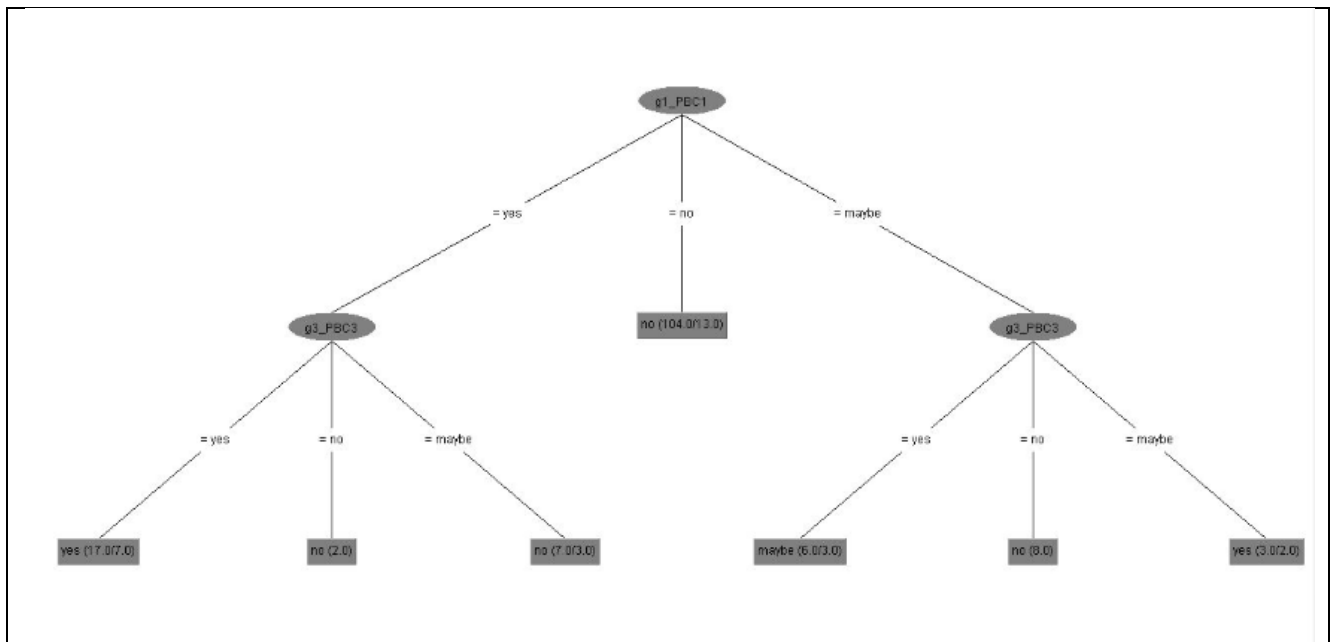 g1_PBC1
= yes
= no
= maybe
g3_PBC3
no (104.0/13.0)
g3_PBC3
= yes
= no
= maybe
= yes
= no
= maybe
yes (17.0/7.0)
no (2.0)
no (7.0/3.0)
maybe (6.0/3.0)
no (8.0)
yes (3.0/2.0)